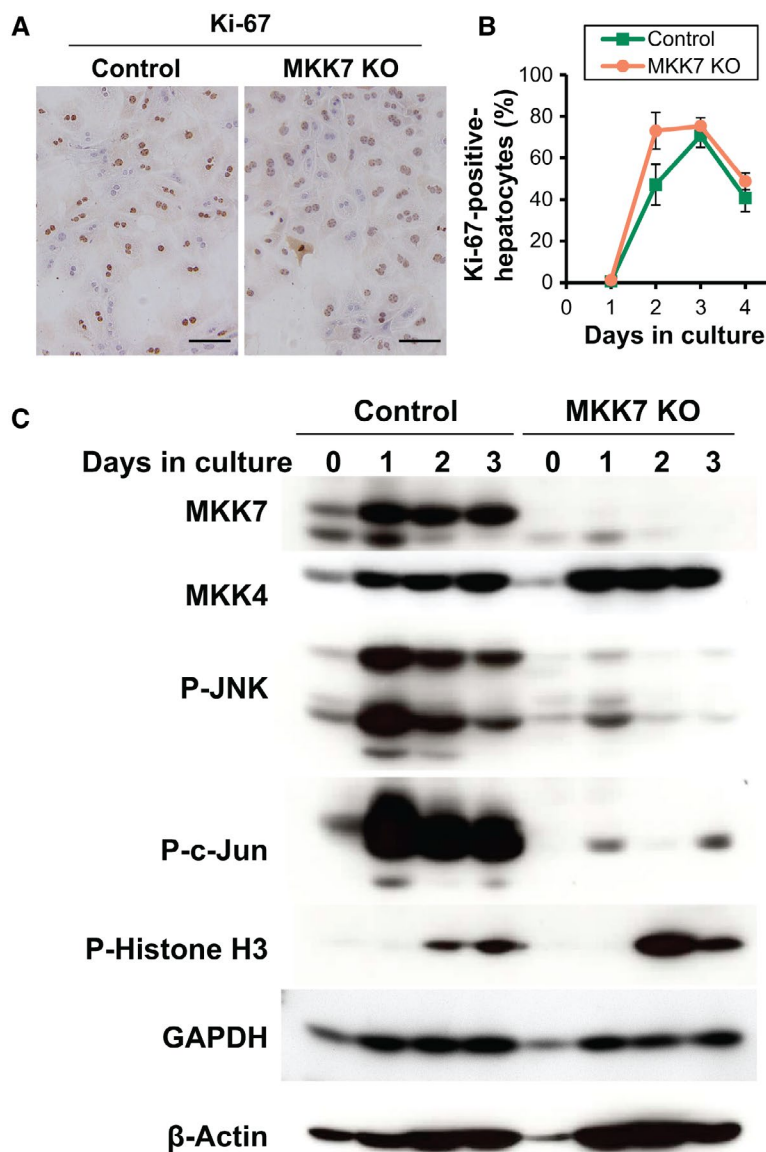 A
Ki-67
Control MKK7 KO
B
Control
MKK7 KO
Ki-67-positive-
hepatocytes (%)
100
80
60
40
20
0
0 1 2 3 4
Days in culture
C
Control MKK7 KO
Days in culture 0 1 2 3 0 1 2 3
MKK7
MKK4
P-JNK
P-c-Jun
P-Histone H3
GAPDH
β-Actin